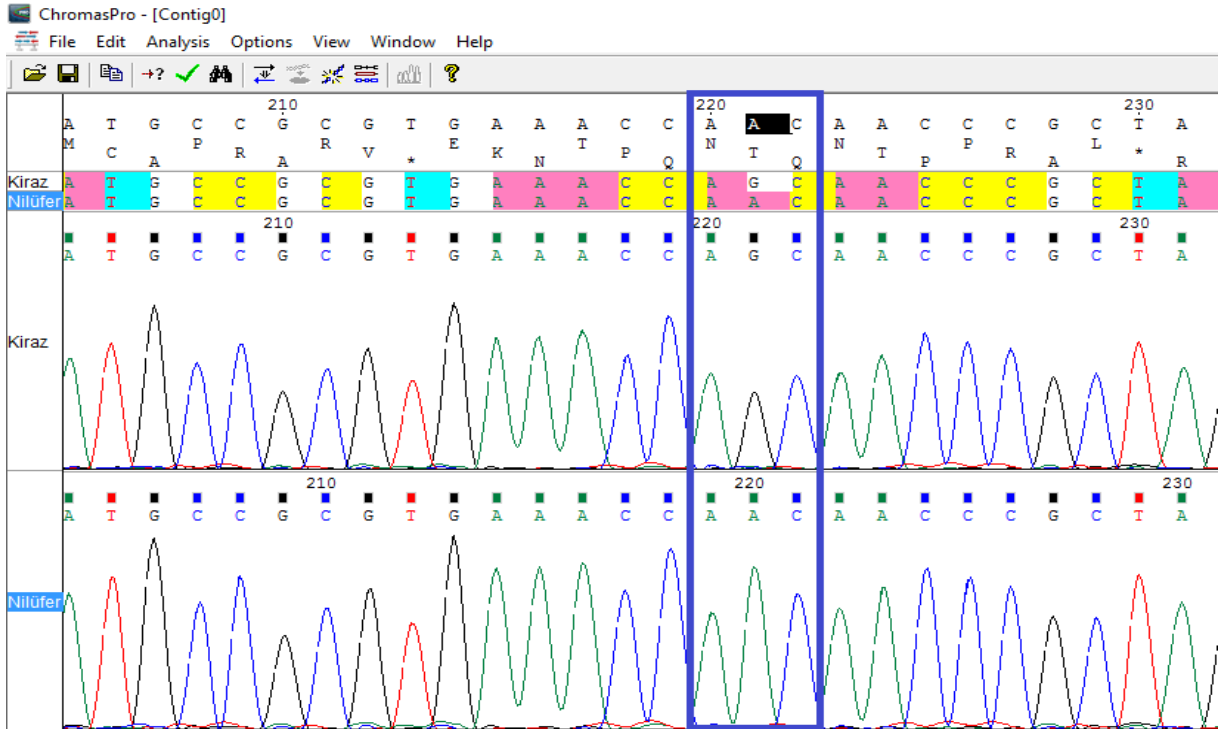 ChromasPro - [Contig0]
File Edit Analysis Options View Window Help
210 220 230
A T G C C G C G T G A A A C C A A C A A C C C G C T A
M P R E T N N P L
C R V K P T T R *
A A * N Q Q P A R
Kiraz A T G C C G C G T G A A A C C A G C A A C C C G C T A
Nilüfer A T G C C G C G T G A A A C C A A C A A C C C G C T A
210 220 230
A T G C C G C G T G A A A C C A G C A A C C C G C T A
Kiraz
210 220 230
A T G C C G C G T G A A A C C A A C A A C C C G C T A
Nilüfer